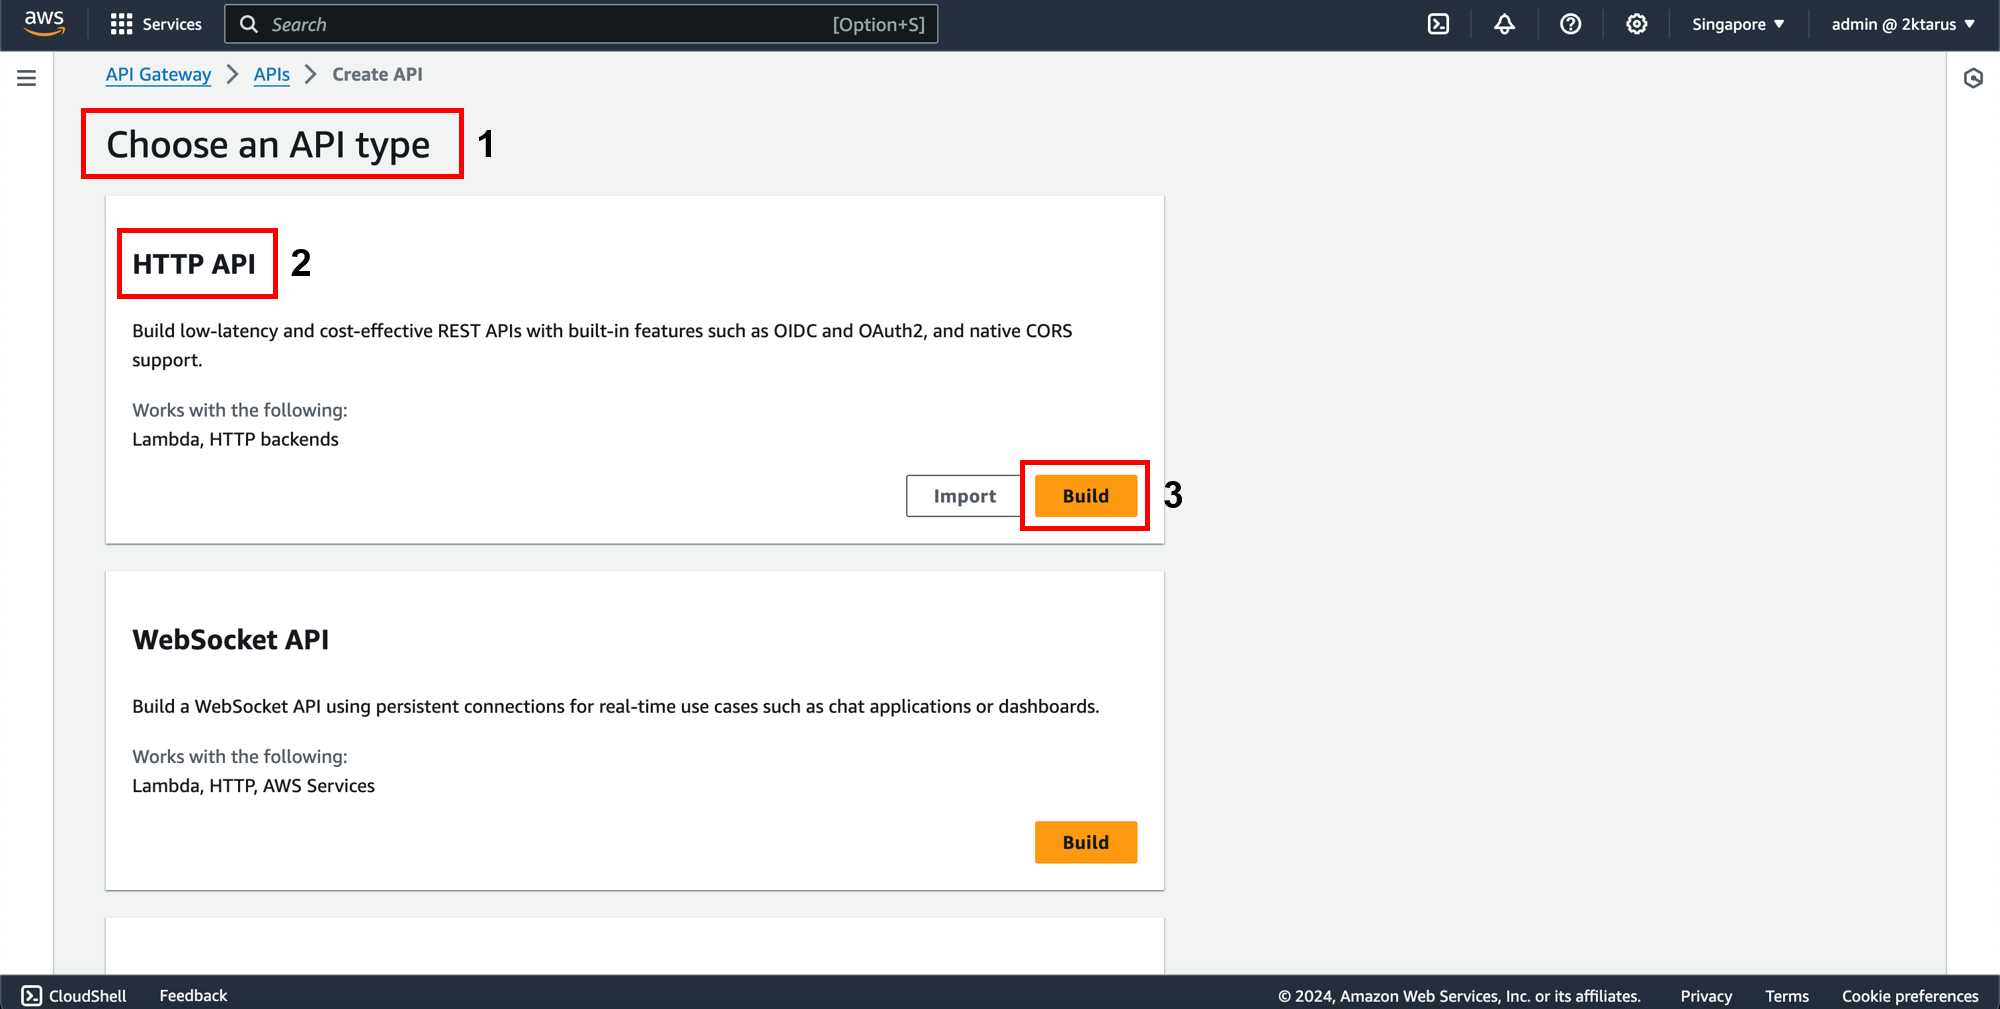 aws
Services
Search
[Option+S]
Singapore
admin @ 2ktarus
API Gateway
APIs
Create API
Choose an API type
1
HTTP API
2
Build low-latency and cost-effective REST APIs with built-in features such as OIDC and OAuth2, and native CORS
support.
Works with the following:
Lambda, HTTP backends
Import
Build
3
WebSocket API
Build a WebSocket API using persistent connections for real-time use cases such as chat applications or dashboards.
Works with the following:
Lambda, HTTP, AWS Services
Build
CloudShell
Feedback
© 2024, Amazon Web Services, Inc. or its affiliates.
Privacy
Terms
Cookie preferences